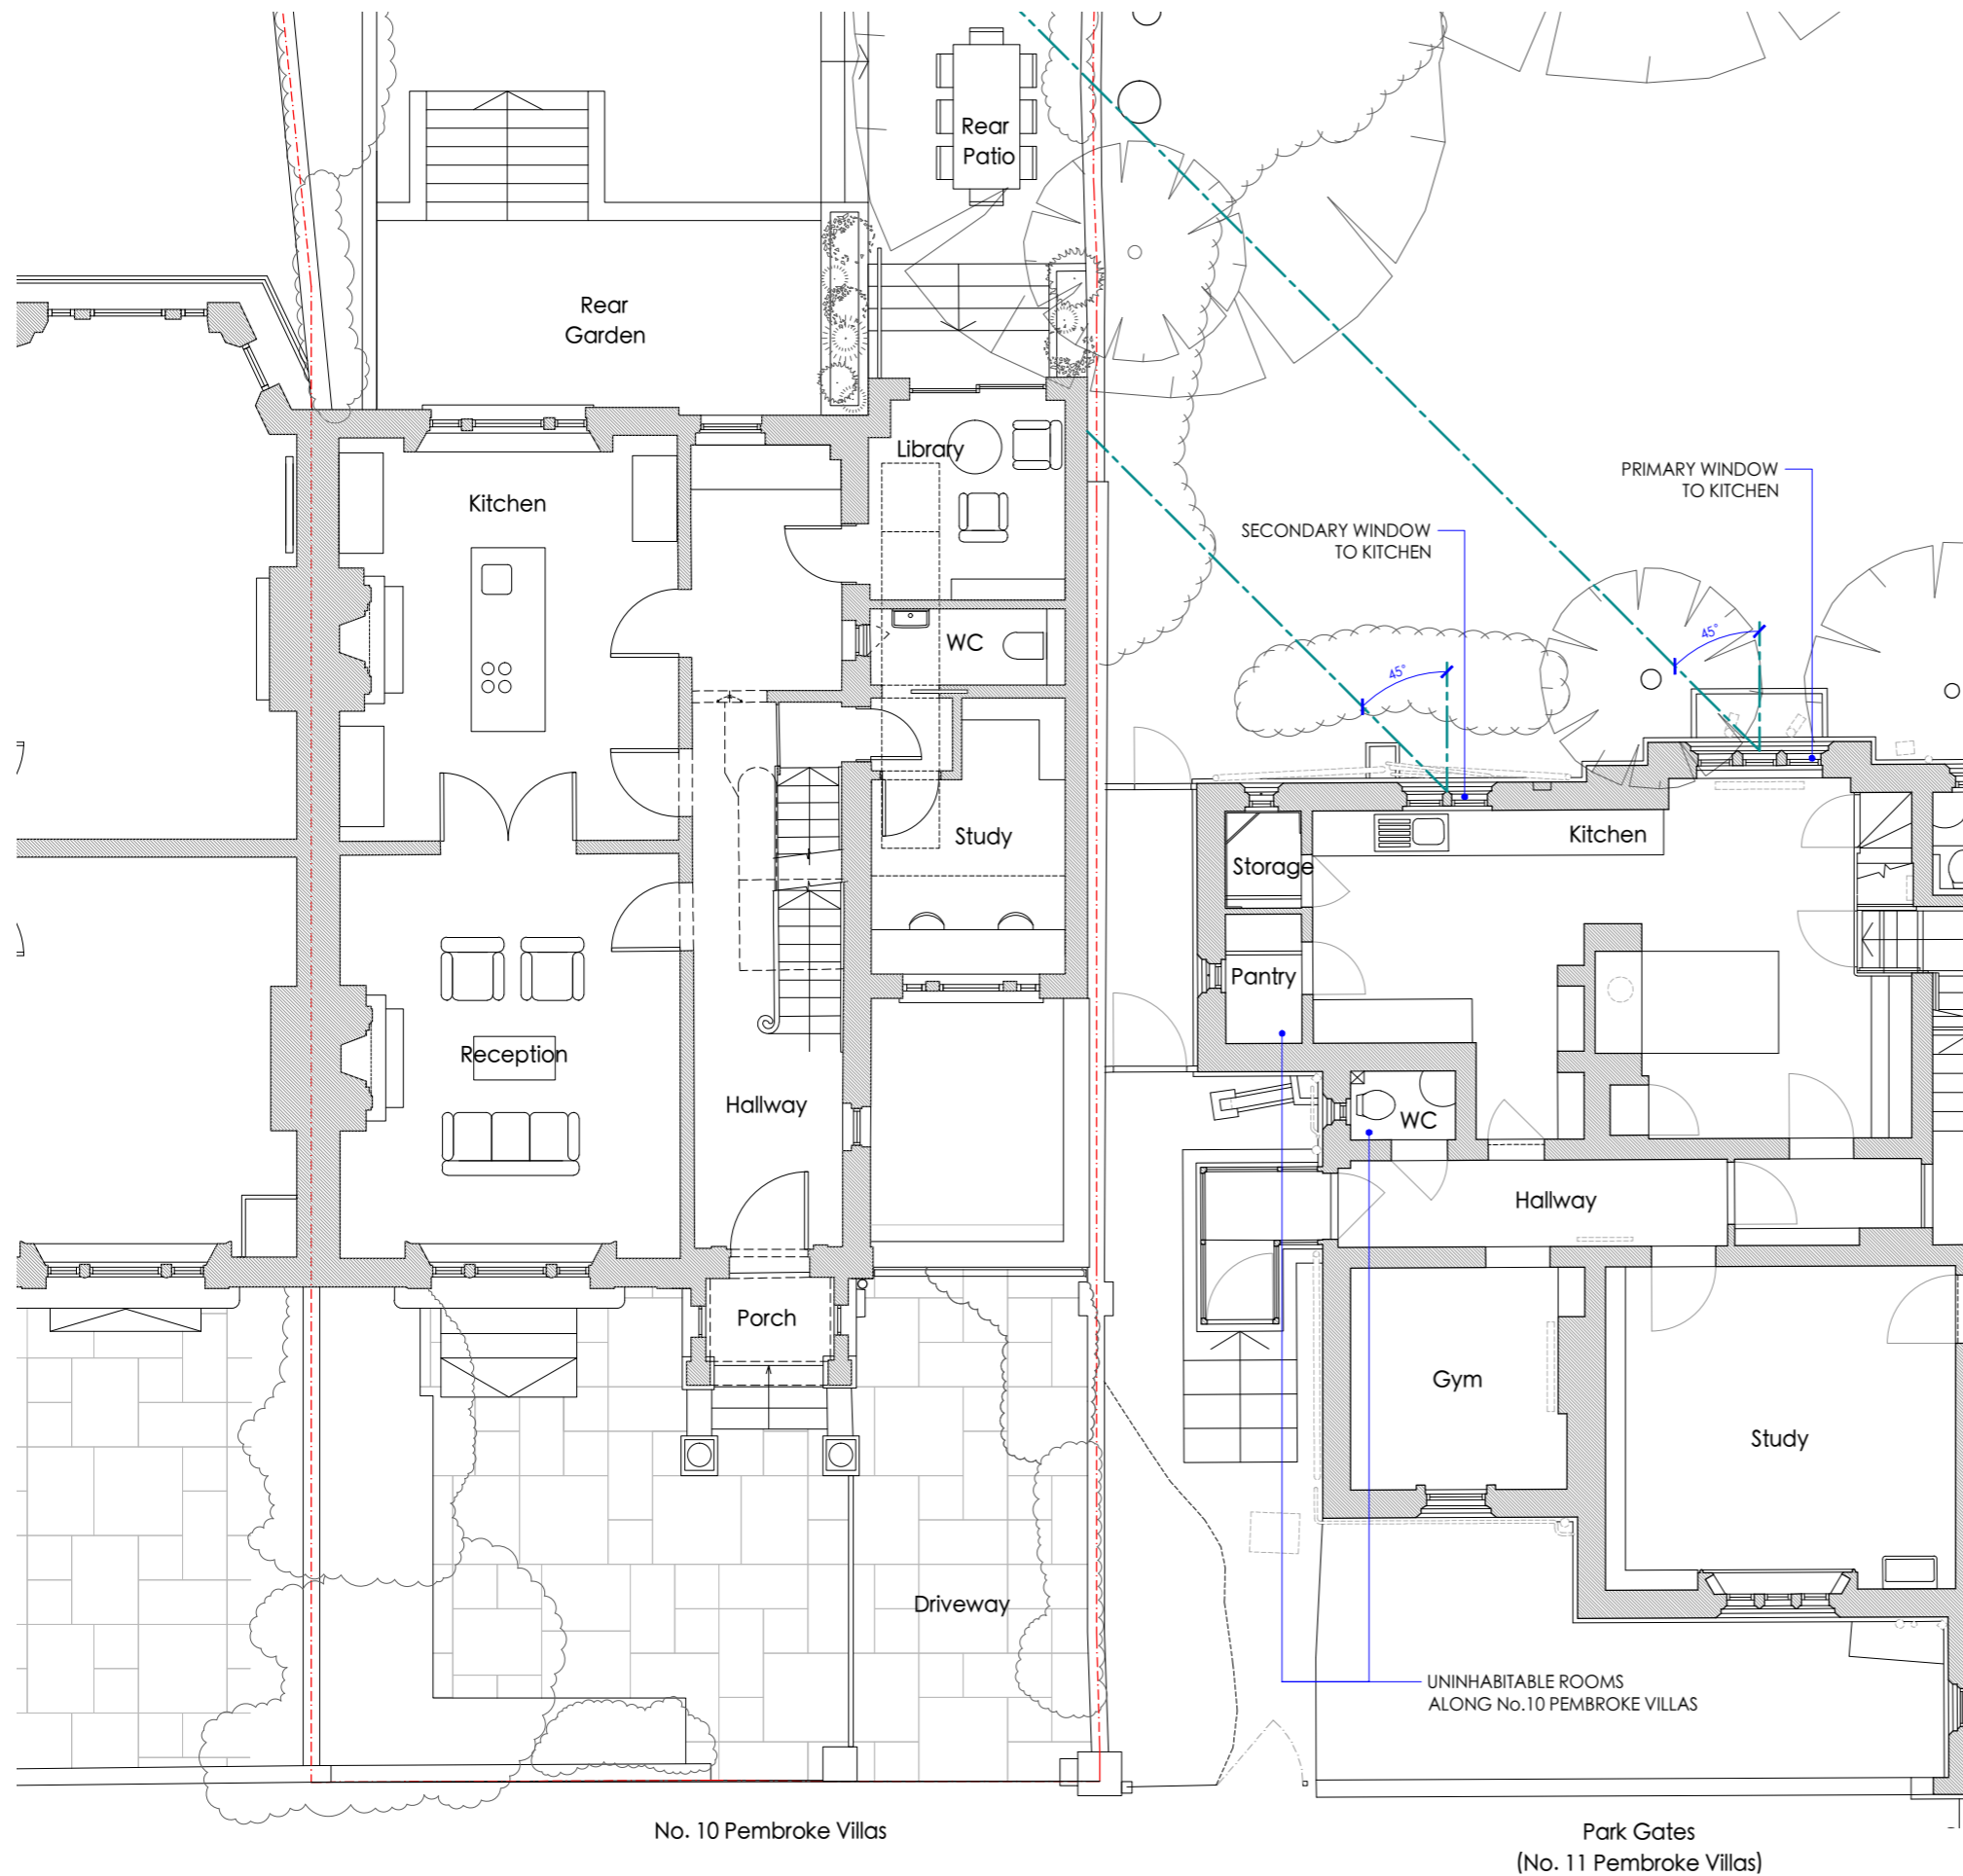 Rear
Patio
Rear
Garden
Library
Kitchen
PRIMARY WINDOW
TO KITCHEN
SECONDARY WINDOW
TO KITCHEN
45°
45°
WC
Study
Kitchen
Storage
Pantry
Reception
Hallway
WC
Hallway
Porch
Gym
Study
Driveway
UNINHABITABLE ROOMS
ALONG No.10 PEMBROKE VILLAS
No. 10 Pembroke Villas
Park Gates
(No. 11 Pembroke Villas)